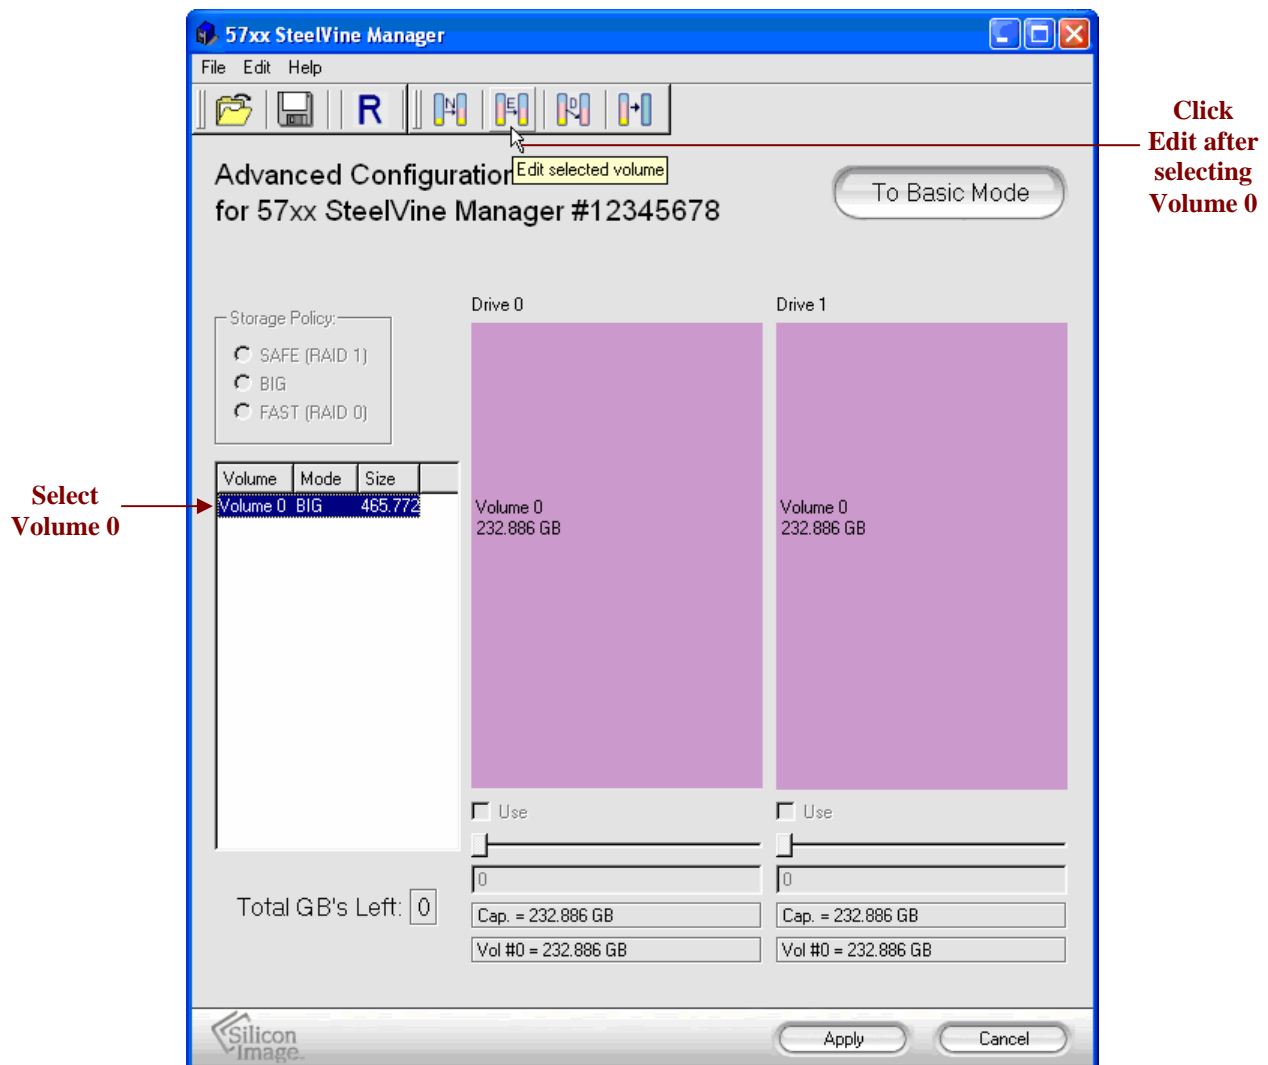 57xx SteelVine Manager
File Edit Help
R N E D
Edit selected volume
Click
Edit after
selecting
Volume 0
Advanced Configuration
for 57xx SteelVine Manager #12345678
To Basic Mode
Storage Policy:
SAFE (RAID 1)
BIG
FAST (RAID 0)
Drive 0
Drive 1
Select
Volume 0
Volume Mode Size
Volume 0 BIG 465.772
Volume 0
232.886 GB
Volume 0
232.886 GB
Use
Use
0
0
Total GB's Left: 0
Cap. = 232.886 GB
Cap. = 232.886 GB
Vol #0 = 232.886 GB
Vol #0 = 232.886 GB
Silicon
Image.
Apply
Cancel